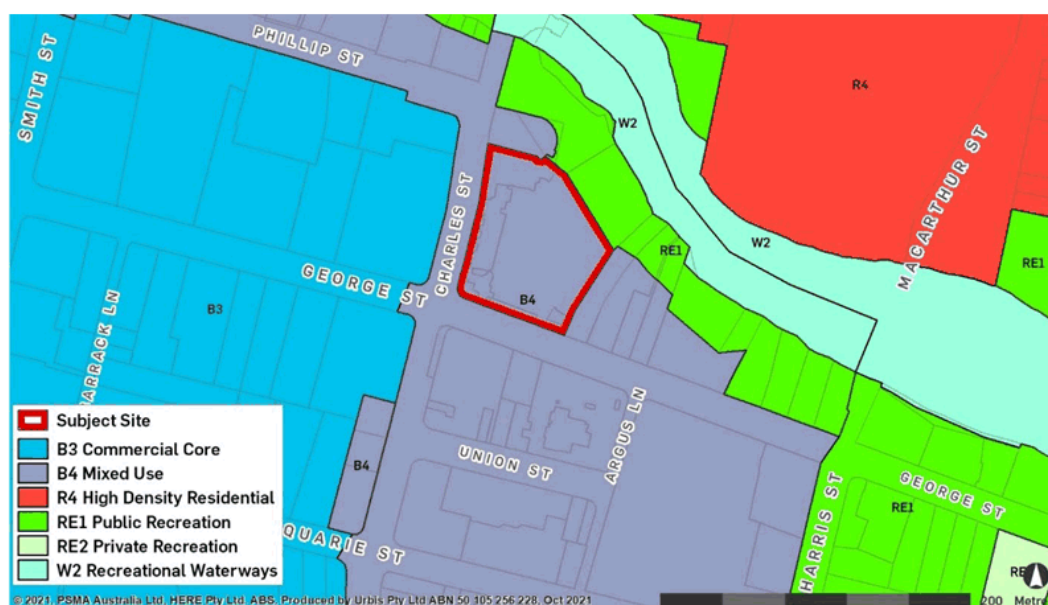 PHILLIP ST
SMITH ST
R4
W2
MACARTHUR ST
CHARLES ST
W2
RE1
RE1
GEORGE ST
B4
B3
ARRACK LN
ARGUS LN
Subject Site
B3 Commercial Core
B4 Mixed Use
R4 High Density Residential
RE1 Public Recreation
RE2 Private Recreation
W2 Recreational Waterways
B4
UNION ST
QUARIE ST
HARRIS ST
GEORGE ST
RE1
RE
© 2021. PSMA Australia Ltd. HERE Pty Ltd. ABS. Produced by Urbis Pty Ltd ABN 50 105 256 228. Oct 2021
200 Metre